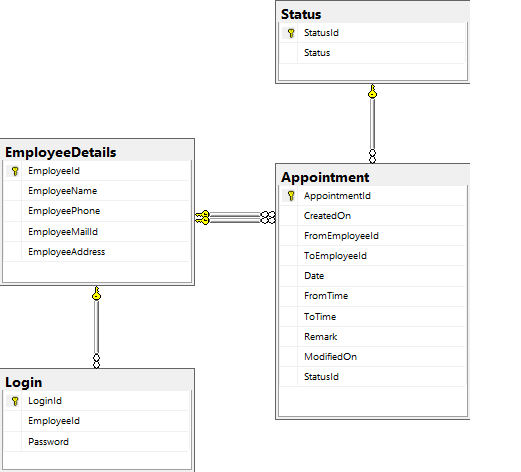 Status
StatusId
Status
EmployeeDetails
EmployeeId
EmployeeName
EmployeePhone
EmployeeMailId
EmployeeAddress
Appointment
AppointmentId
CreatedOn
FromEmployeeId
ToEmployeeId
Date
FromTime
ToTime
Remark
ModifiedOn
StatusId
Login
LoginId
EmployeeId
Password